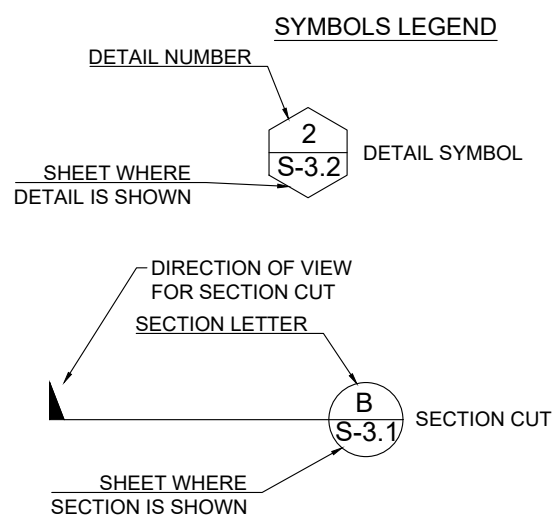 SYMBOLS LEGEND
DETAIL NUMBER
2
S-3.2
DETAIL SYMBOL
SHEET WHERE
DETAIL IS SHOWN
DIRECTION OF VIEW
FOR SECTION CUT
SECTION LETTER
B
S-3.1
SECTION CUT
SHEET WHERE
SECTION IS SHOWN